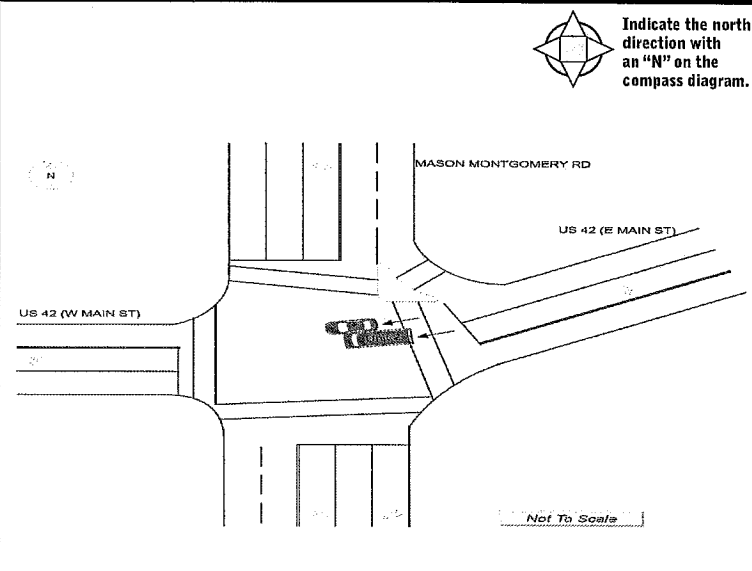 Indicate the north
direction with
an "N" on the
compass diagram.
N
MASON MONTGOMERY RD
US 42 (E MAIN ST)
US 42 (W MAIN ST)
Not To Scale